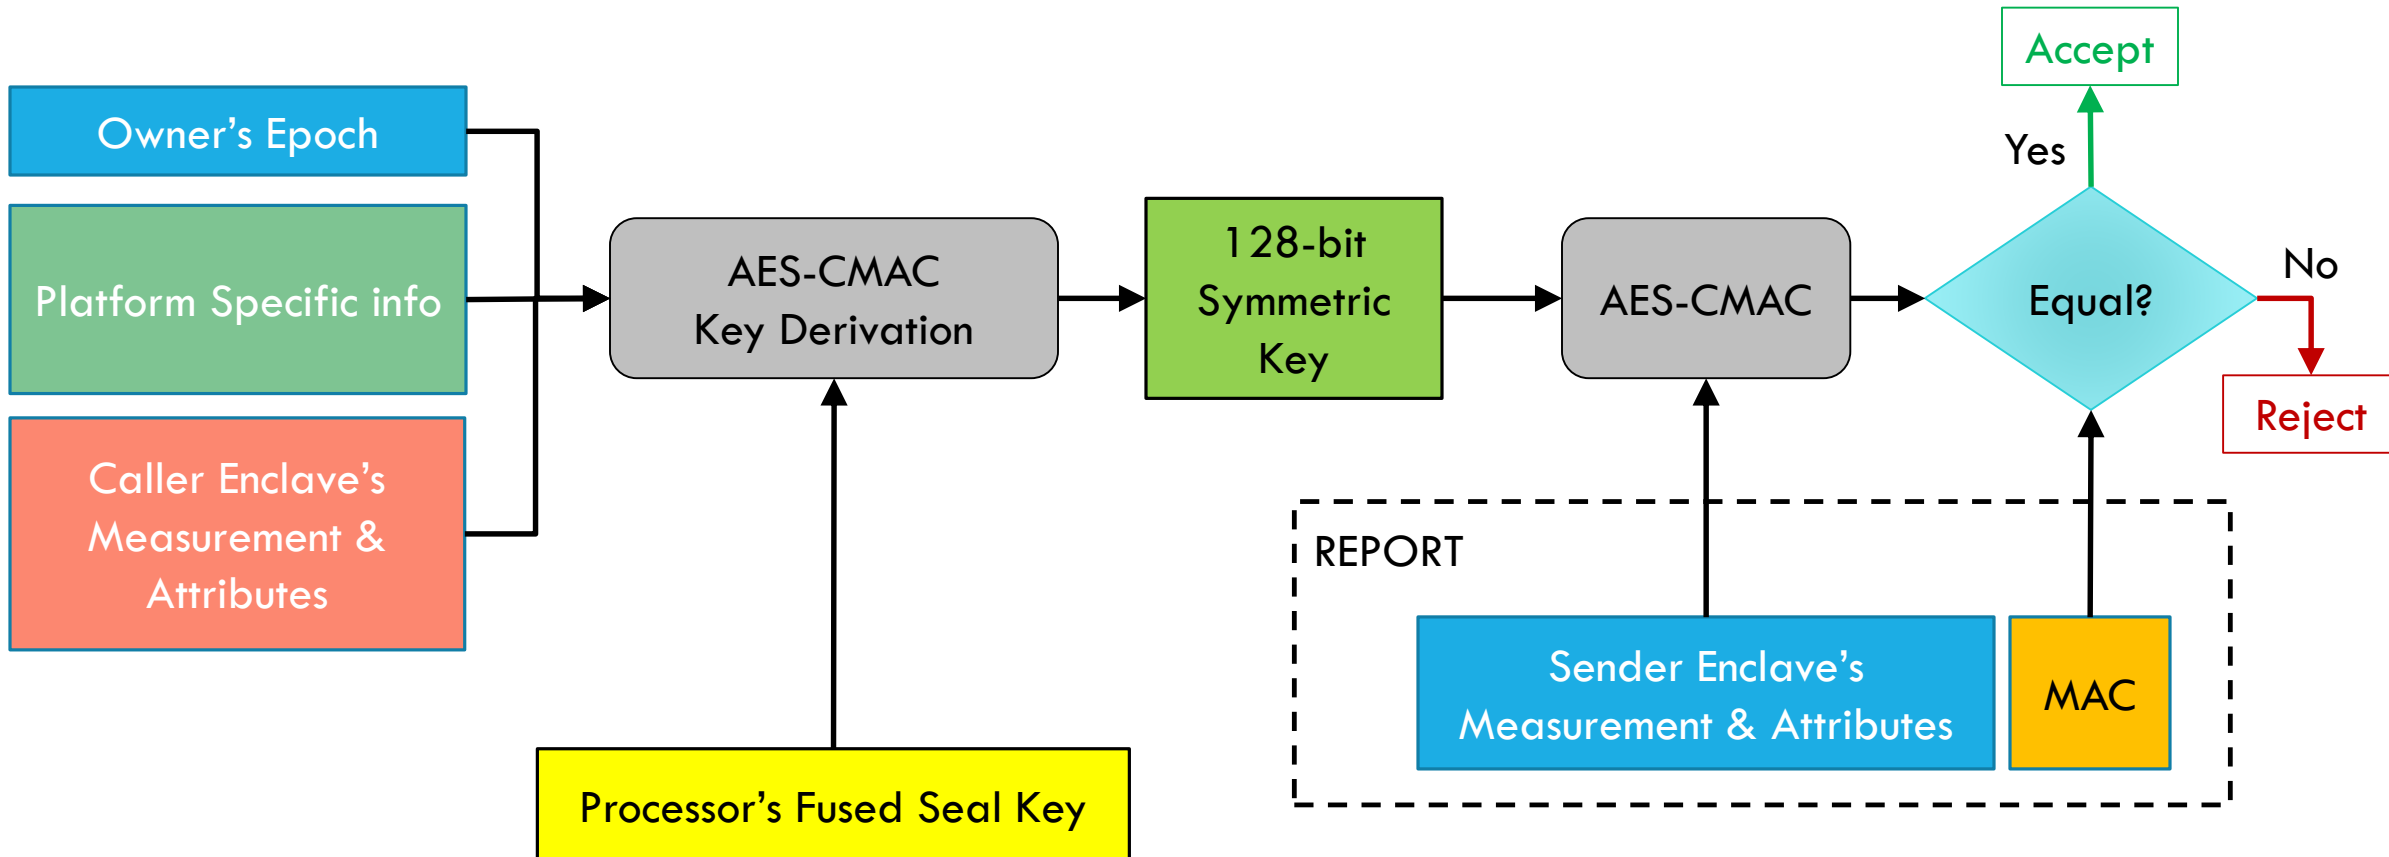 Owner’s Epoch
Platform Specific info
Caller Enclave’s
Measurement &
Attributes
AES-CMAC
Key Derivation
Processor’s Fused Seal Key
128-bit
Symmetric
Key
AES-CMAC
Equal?
Yes
Accept
No
Reject
REPORT
Sender Enclave’s
Measurement & Attributes
MAC